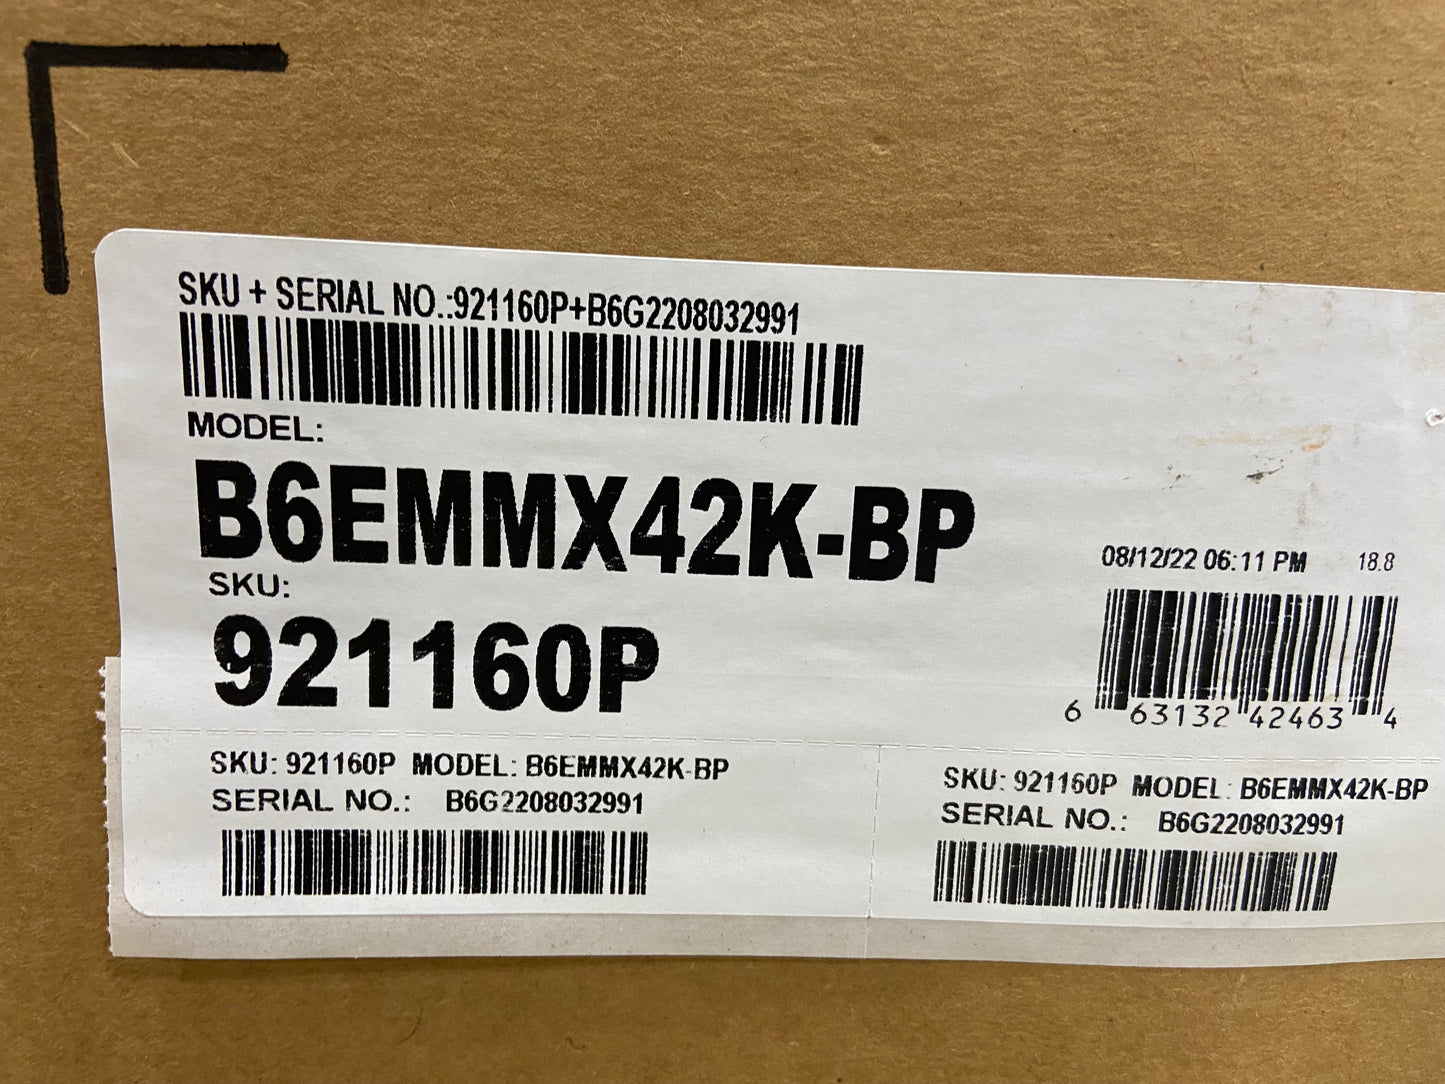 SKU + SERIAL NO.:921160P+B6G2208032991
MODEL:
B6EMMX42K-BP
SKU:
921160P
08/12/22 06:11 PM 18.8
6 63132 42463 4
SKU: 921160P MODEL: B6EMMX42K-BP
SERIAL NO.: B6G2208032991
SKU: 921160P MODEL: B6EMMX42K-BP
SERIAL NO.: B6G2208032991